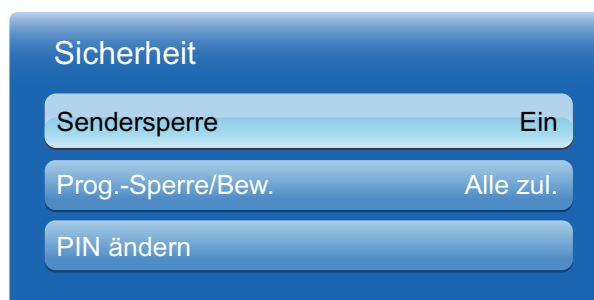 Sicherheit
Sendersperre Ein
Prog.-Sperre/Bew. Alle zul.
PIN ändern